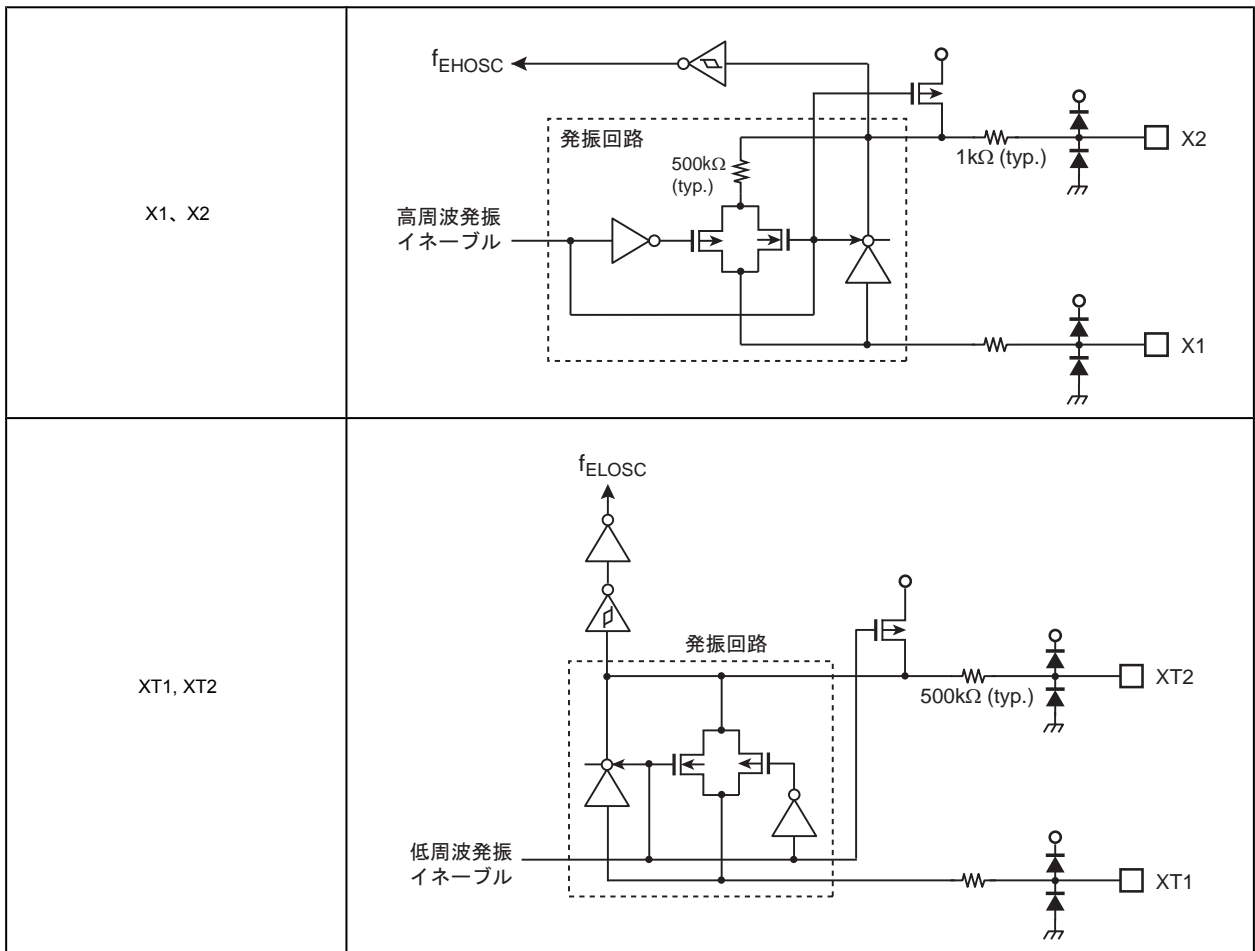 X1、X2
fEHOSC
発振回路
500kΩ
(typ.)
高周波発振
イネーブル
1kΩ (typ.)
X2
X1
XT1, XT2
fELOSC
発振回路
500kΩ (typ.)
XT2
低周波発振
イネーブル
XT1